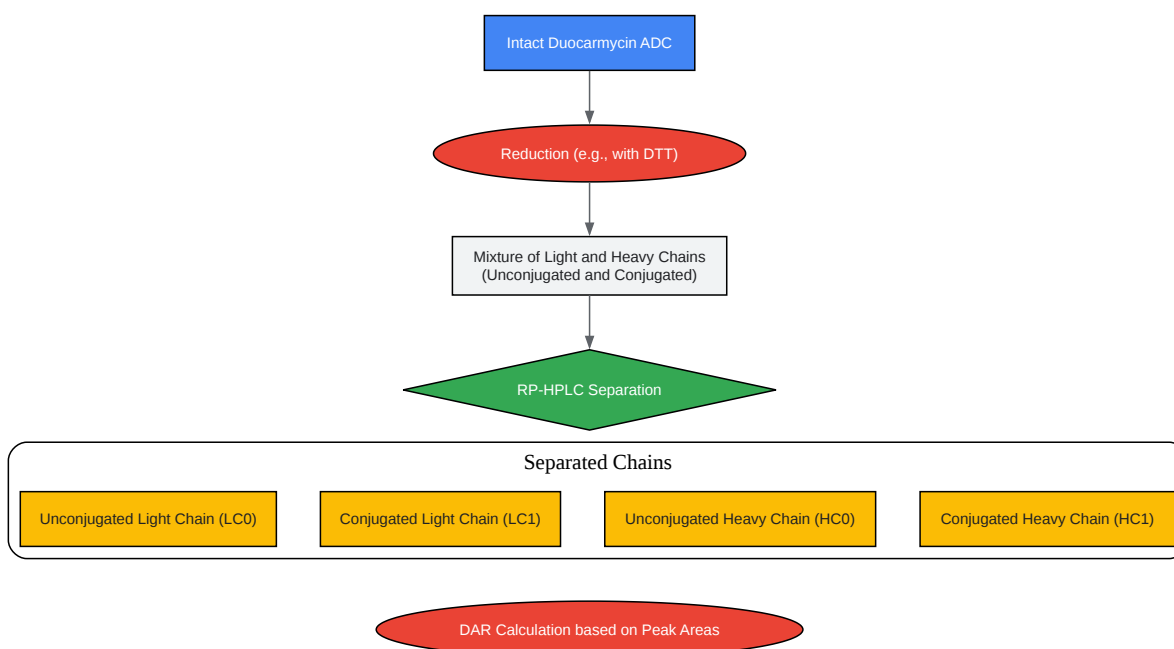 Intact Duocarmycin ADC
Reduction (e.g., with DTT)
Mixture of Light and Heavy Chains
(Unconjugated and Conjugated)
RP-HPLC Separation
Separated Chains
Unconjugated Light Chain (LC0)
Conjugated Light Chain (LC1)
Unconjugated Heavy Chain (HC0)
Conjugated Heavy Chain (HC1)
DAR Calculation based on Peak Areas